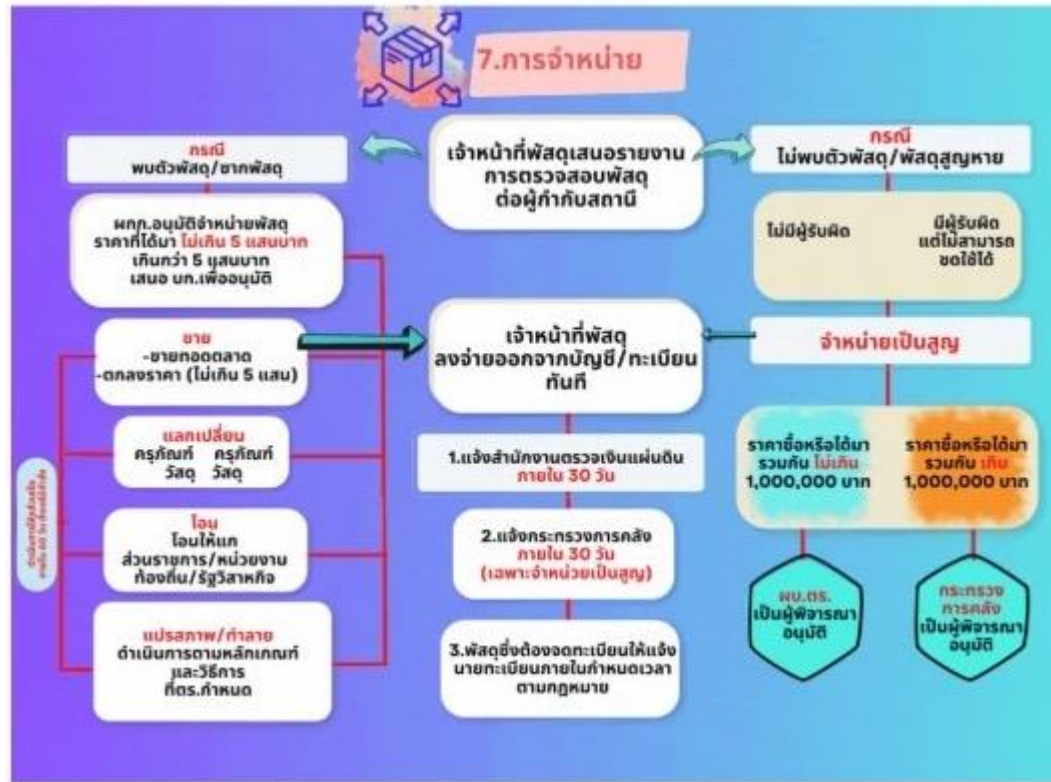 7.การจำหน่าย
เจ้าหน้าที่พัสดุเสนอรายงาน
การตรวจสอบพัสดุ
ต่อผู้กำกับสถานี
กรณี
พบตัวพัสดุ/ซากพัสดุ
ผกก.อนุมัติจำหน่ายพัสดุ
ราคาที่ได้มา ไม่เกิน 5 แสนบาท
เกินกว่า 5 แสนบาท
เสนอ บก.เพื่ออนุมัติ
ขาย
-ขายทอดตลาด
-ตกลงราคา (ไม่เกิน 5 แสน)
แลกเปลี่ยน
ครุภัณฑ์ ครุภัณฑ์
วัสดุ วัสดุ
โอน
โอนให้แก่
ส่วนราชการ/หน่วยงาน
ท้องถิ่น/รัฐวิสาหกิจ
แปรสภาพ/ทำลาย
ดำเนินการตามหลักเกณฑ์
และวิธีการ
ที่ตร.กำหนด
เจ้าหน้าที่พัสดุ
ลงจ่ายออกจากบัญชี/ทะเบียน
ทันที
1.แจ้งสำนักงานตรวจเงินแผ่นดิน
ภายใน 30 วัน
2.แจ้งกระทรวงการคลัง
ภายใน 30 วัน
(เฉพาะจำหน่วยเป็นสูญ)
3.พัสดุซึ่งต้องจดทะเบียนให้แจ้ง
นายทะเบียนภายในกำหนดเวลา
ตามกฎหมาย
กรณี
ไม่พบตัวพัสดุ/พัสดุสูญหาย
ไม่มีผู้รับผิด
มีผู้รับผิด
แต่ไม่สามารถ
ชดใช้ได้
จำหน่ายเป็นสูญ
ราคาซื้อหรือได้มา
รวมกัน ไม่เกิน
1,000,000 บาท
ราคาซื้อหรือได้มา
รวมกัน เกิน
1,000,000 บาท
ผบ.ตร.
เป็นผู้พิจารณา
อนุมัติ
กระทรวง
การคลัง
เป็นผู้พิจารณา
อนุมัติ